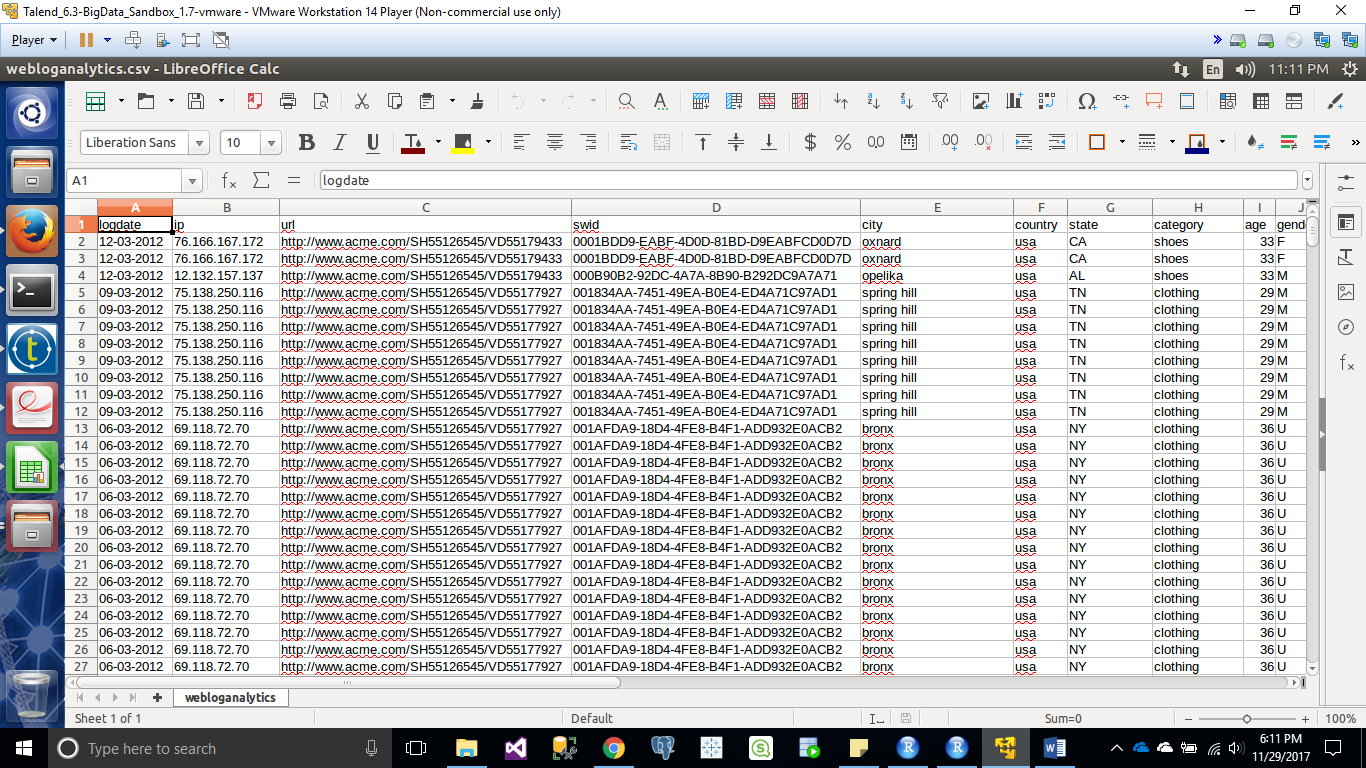 Talend_6.3-BigData_Sandbox_1.7-vmware - VMware Workstation 14 Player (Non-commercial use only)
Player
webloganalytics.csv - LibreOffice Calc En 11:11 PM
Liberation Sans 10
A1 logdate
A B C D E F G H I J
1 logdate ip url swid city country state category age gend
2 12-03-2012 76.166.167.172 http://www.acme.com/SH55126545/VD55179433 0001BDD9-EABF-4D0D-81BD-D9EABFCD0D7D oxnard usa CA shoes 33 F
3 12-03-2012 76.166.167.172 http://www.acme.com/SH55126545/VD55179433 0001BDD9-EABF-4D0D-81BD-D9EABFCD0D7D oxnard usa CA shoes 33 F
4 12-03-2012 12.132.157.137 http://www.acme.com/SH55126545/VD55179433 000B90B2-92DC-4A7A-8B90-B292DC9A7A71 opelika usa AL shoes 33 M
5 09-03-2012 75.138.250.116 http://www.acme.com/SH55126545/VD55177927 001834AA-7451-49EA-B0E4-ED4A71C97AD1 spring hill usa TN clothing 29 M
6 09-03-2012 75.138.250.116 http://www.acme.com/SH55126545/VD55177927 001834AA-7451-49EA-B0E4-ED4A71C97AD1 spring hill usa TN clothing 29 M
7 09-03-2012 75.138.250.116 http://www.acme.com/SH55126545/VD55177927 001834AA-7451-49EA-B0E4-ED4A71C97AD1 spring hill usa TN clothing 29 M
8 09-03-2012 75.138.250.116 http://www.acme.com/SH55126545/VD55177927 001834AA-7451-49EA-B0E4-ED4A71C97AD1 spring hill usa TN clothing 29 M
9 09-03-2012 75.138.250.116 http://www.acme.com/SH55126545/VD55177927 001834AA-7451-49EA-B0E4-ED4A71C97AD1 spring hill usa TN clothing 29 M
10 09-03-2012 75.138.250.116 http://www.acme.com/SH55126545/VD55177927 001834AA-7451-49EA-B0E4-ED4A71C97AD1 spring hill usa TN clothing 29 M
11 09-03-2012 75.138.250.116 http://www.acme.com/SH55126545/VD55177927 001834AA-7451-49EA-B0E4-ED4A71C97AD1 spring hill usa TN clothing 29 M
12 09-03-2012 75.138.250.116 http://www.acme.com/SH55126545/VD55177927 001834AA-7451-49EA-B0E4-ED4A71C97AD1 spring hill usa TN clothing 29 M
13 06-03-2012 69.118.72.70 http://www.acme.com/SH55126545/VD55177927 001AFDA9-18D4-4FE8-B4F1-ADD932E0ACB2 bronx usa NY clothing 36 U
14 06-03-2012 69.118.72.70 http://www.acme.com/SH55126545/VD55177927 001AFDA9-18D4-4FE8-B4F1-ADD932E0ACB2 bronx usa NY clothing 36 U
15 06-03-2012 69.118.72.70 http://www.acme.com/SH55126545/VD55177927 001AFDA9-18D4-4FE8-B4F1-ADD932E0ACB2 bronx usa NY clothing 36 U
16 06-03-2012 69.118.72.70 http://www.acme.com/SH55126545/VD55177927 001AFDA9-18D4-4FE8-B4F1-ADD932E0ACB2 bronx usa NY clothing 36 U
17 06-03-2012 69.118.72.70 http://www.acme.com/SH55126545/VD55177927 001AFDA9-18D4-4FE8-B4F1-ADD932E0ACB2 bronx usa NY clothing 36 U
18 06-03-2012 69.118.72.70 http://www.acme.com/SH55126545/VD55177927 001AFDA9-18D4-4FE8-B4F1-ADD932E0ACB2 bronx usa NY clothing 36 U
19 06-03-2012 69.118.72.70 http://www.acme.com/SH55126545/VD55177927 001AFDA9-18D4-4FE8-B4F1-ADD932E0ACB2 bronx usa NY clothing 36 U
20 06-03-2012 69.118.72.70 http://www.acme.com/SH55126545/VD55177927 001AFDA9-18D4-4FE8-B4F1-ADD932E0ACB2 bronx usa NY clothing 36 U
21 06-03-2012 69.118.72.70 http://www.acme.com/SH55126545/VD55177927 001AFDA9-18D4-4FE8-B4F1-ADD932E0ACB2 bronx usa NY clothing 36 U
22 06-03-2012 69.118.72.70 http://www.acme.com/SH55126545/VD55177927 001AFDA9-18D4-4FE8-B4F1-ADD932E0ACB2 bronx usa NY clothing 36 U
23 06-03-2012 69.118.72.70 http://www.acme.com/SH55126545/VD55177927 001AFDA9-18D4-4FE8-B4F1-ADD932E0ACB2 bronx usa NY clothing 36 U
24 06-03-2012 69.118.72.70 http://www.acme.com/SH55126545/VD55177927 001AFDA9-18D4-4FE8-B4F1-ADD932E0ACB2 bronx usa NY clothing 36 U
25 06-03-2012 69.118.72.70 http://www.acme.com/SH55126545/VD55177927 001AFDA9-18D4-4FE8-B4F1-ADD932E0ACB2 bronx usa NY clothing 36 U
26 06-03-2012 69.118.72.70 http://www.acme.com/SH55126545/VD55177927 001AFDA9-18D4-4FE8-B4F1-ADD932E0ACB2 bronx usa NY clothing 36 U
27 06-03-2012 69.118.72.70 http://www.acme.com/SH55126545/VD55177927 001AFDA9-18D4-4FE8-B4F1-ADD932E0ACB2 bronx usa NY clothing 36 U
webloganalytics
Sheet 1 of 1 Default Sum=0 100%
Type here to search 6:11 PM
11/29/2017